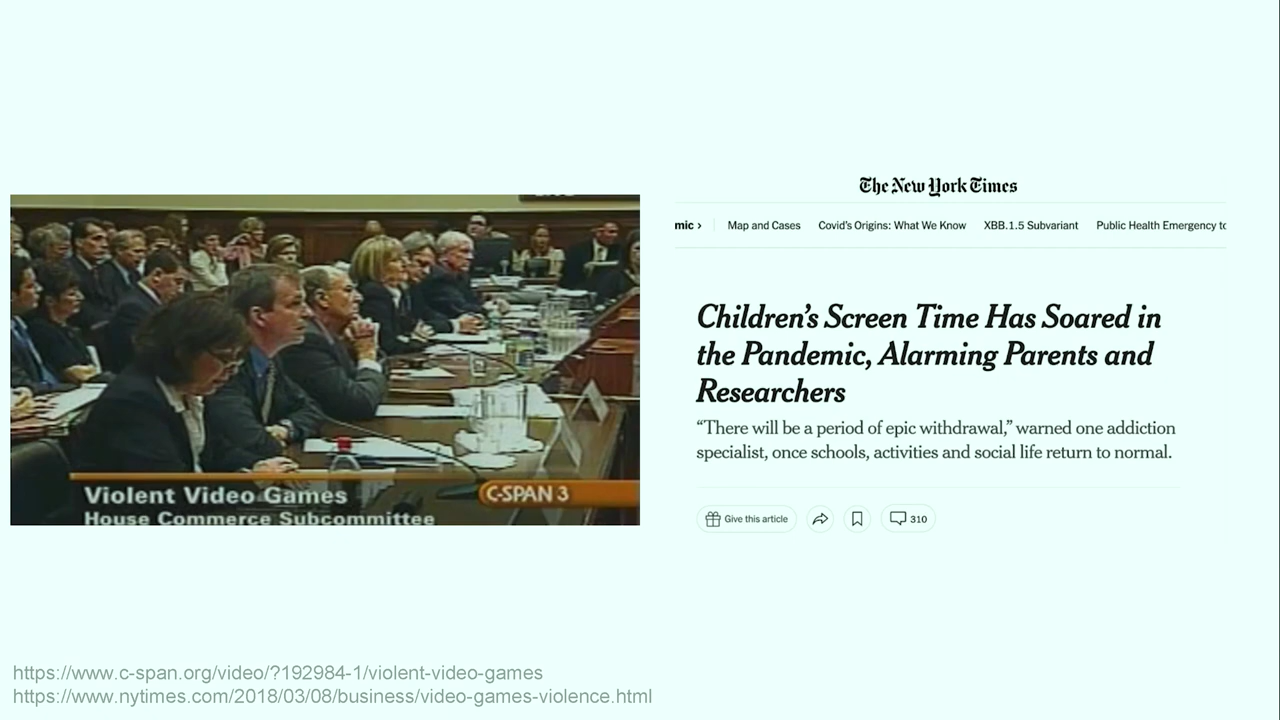 Violent Video Games
House Commerce Subcommittee
C-SPAN 3
The New York Times
mic ›
Map and Cases
Covid's Origins: What We Know
XBB.1.5 Subvariant
Public Health Emergency to
Children's Screen Time Has Soared in
the Pandemic, Alarming Parents and
Researchers
“There will be a period of epic withdrawal,” warned one addiction
specialist, once schools, activities and social life return to normal.
Give this article
310
https://www.c-span.org/video/?192984-1/violent-video-games
https://www.nytimes.com/2018/03/08/business/video-games-violence.html